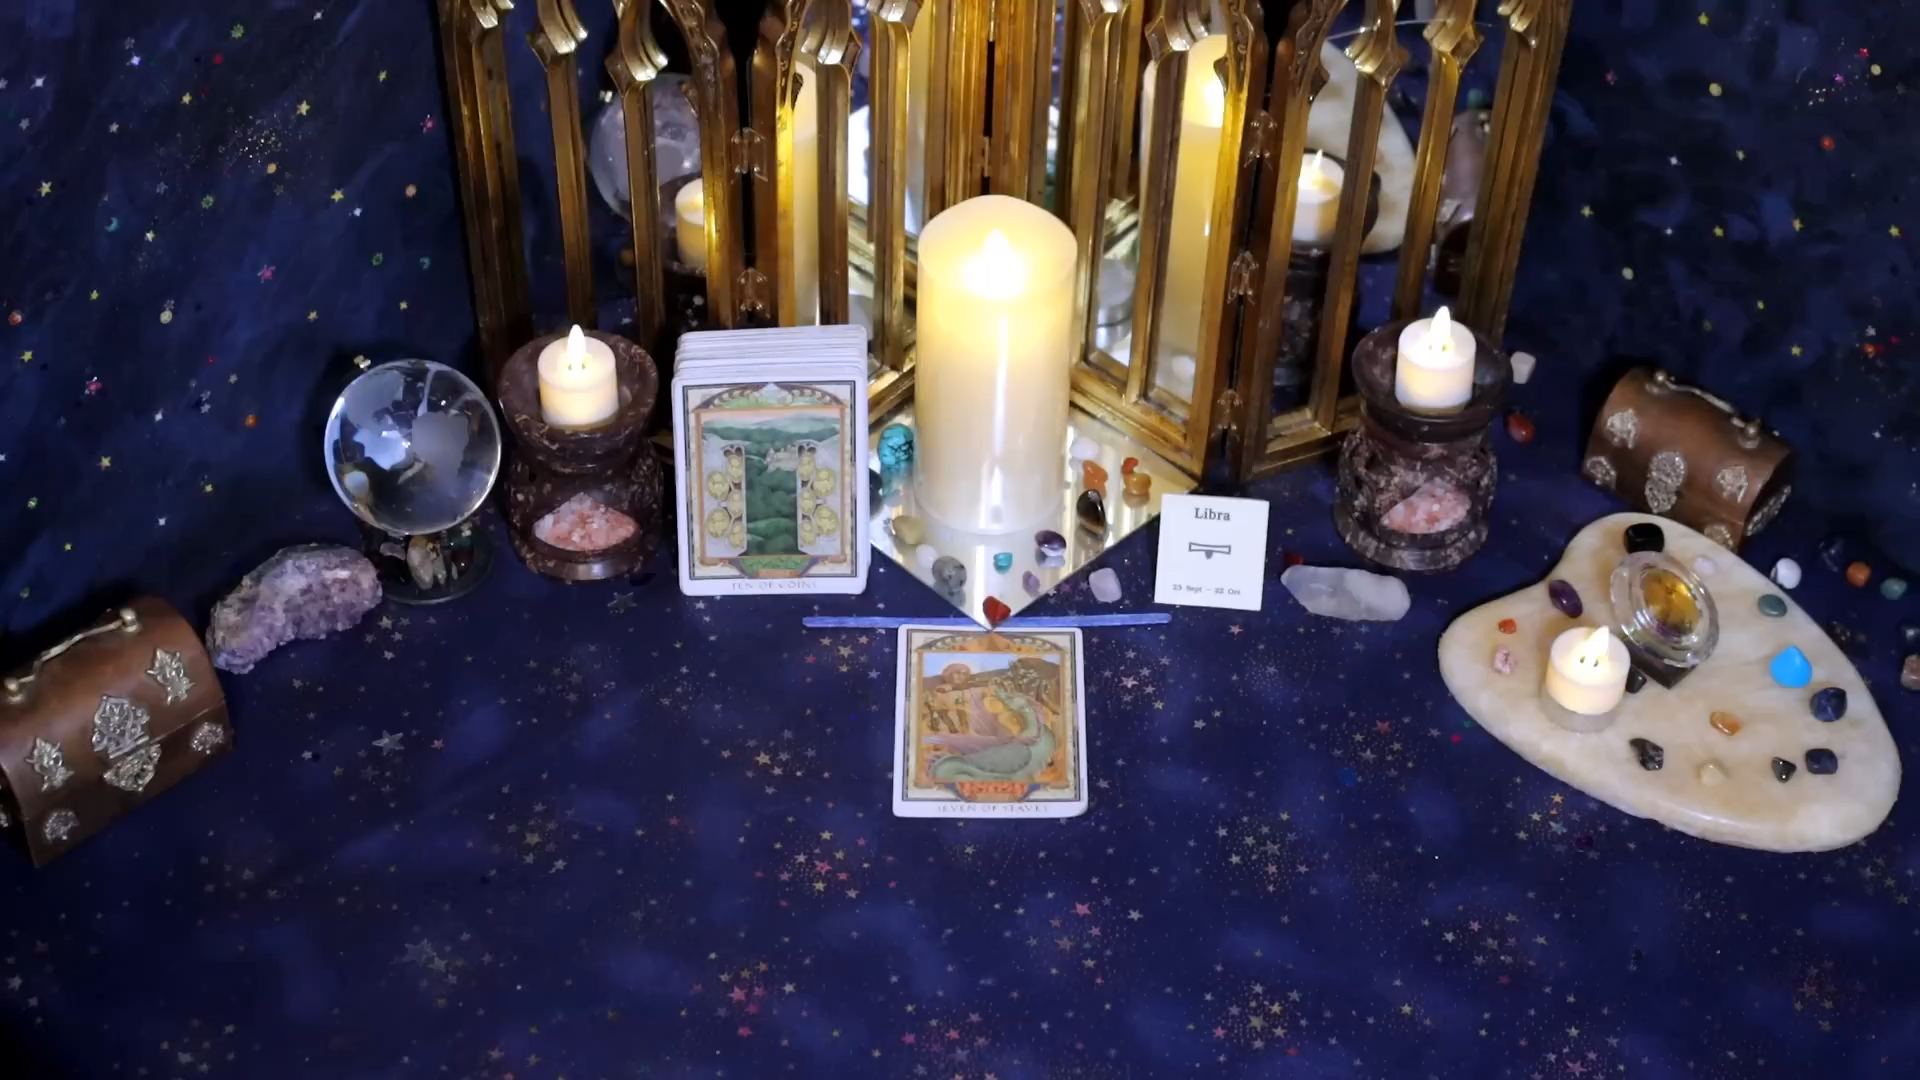 TEN OF COINS
Libra
23 Sept - 22 Oct
SEVEN OF STAVES